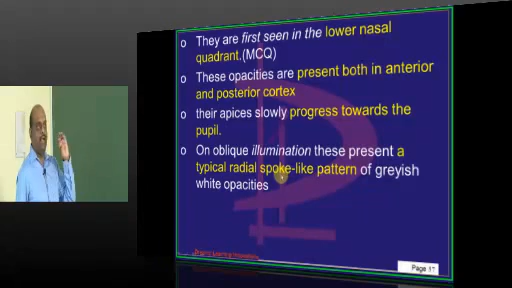 o They are first seen in the lower nasal
quadrant.(MCQ)
o These opacities are present both in anterior
and posterior cortex
o their apices slowly progress towards the
pupil.
o On oblique illumination these present a
typical radial spoke-like pattern of greyish
white opacities
Page 37